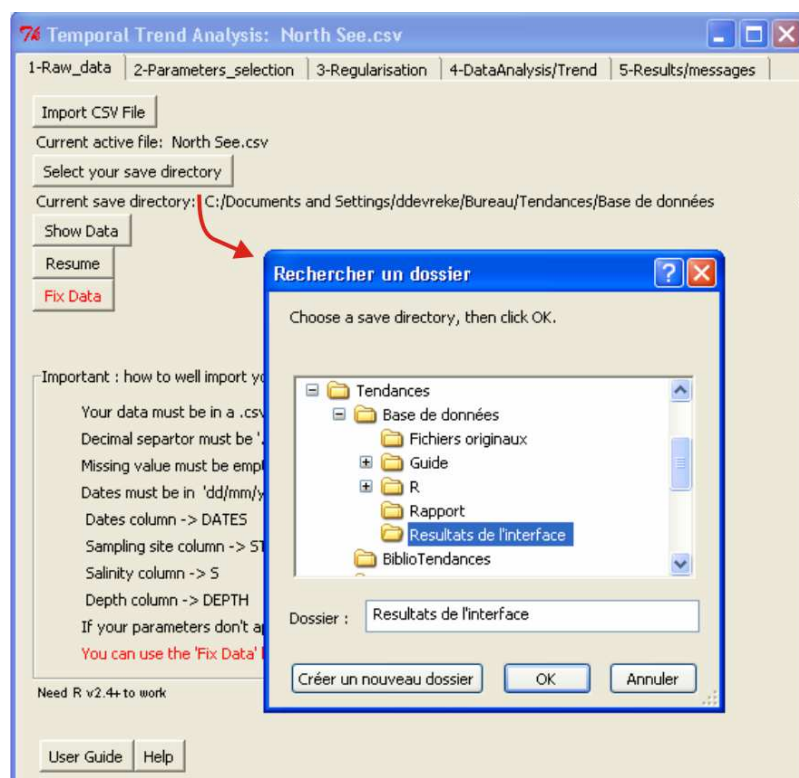 Temporal Trend Analysis: North See.csv
1-Raw_data 2-Parameters_selection 3-Regularisation 4-DataAnalysis/Trend 5-Results/messages
Import CSV File
Current active file: North See.csv
Select your save directory
Current save directory: C:/Documents and Settings/ddevreke/Bureau/Tendances/Base de données
Show Data
Resume
Fix Data
Important : how to well import yo
Your data must be in a .csv
Decimal separtor must be '.
Missing value must be empt
Dates must be in 'dd/mm/y
Dates column -> DATES
Sampling site column -> ST
Salinity column -> S
Depth column -> DEPTH
If your parameters don't ap
You can use the 'Fix Data'
Need R v2.4+ to work
User Guide Help
Rechercher un dossier
Choose a save directory, then click OK.
Tendances
Base de données
Fichiers originaux
Guide
R
Rapport
Resultats de l'interface
BiblioTendances
Dossier : Resultats de l'interface
Créer un nouveau dossier OK Annuler